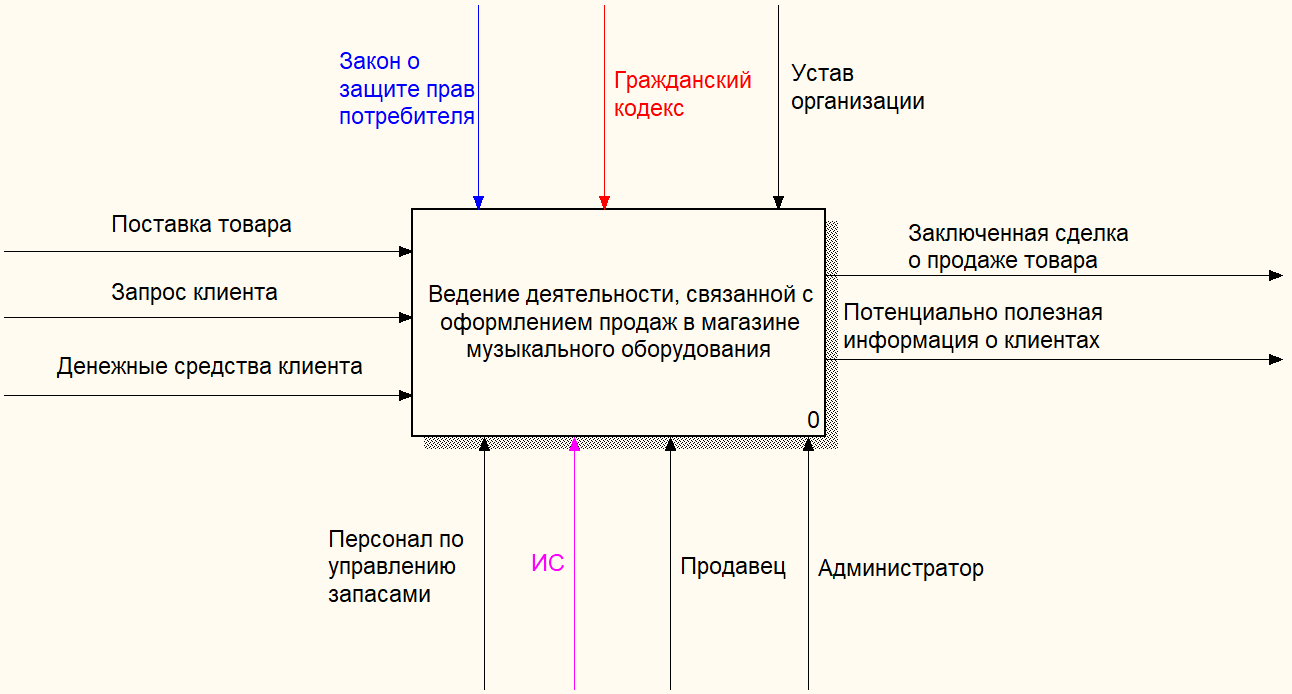 Закон о
защите прав
потребителя
Гражданский
кодекс
Устав
организации
Поставка товара
Запрос клиента
Денежные средства клиента
Ведение деятельности, связанной с
оформлением продаж в магазине
музыкального оборудования
0
Заключенная сделка
о продаже товара
Потенциально полезная
информация о клиентах
Персонал по
управлению
запасами
ИС
Продавец
Администратор